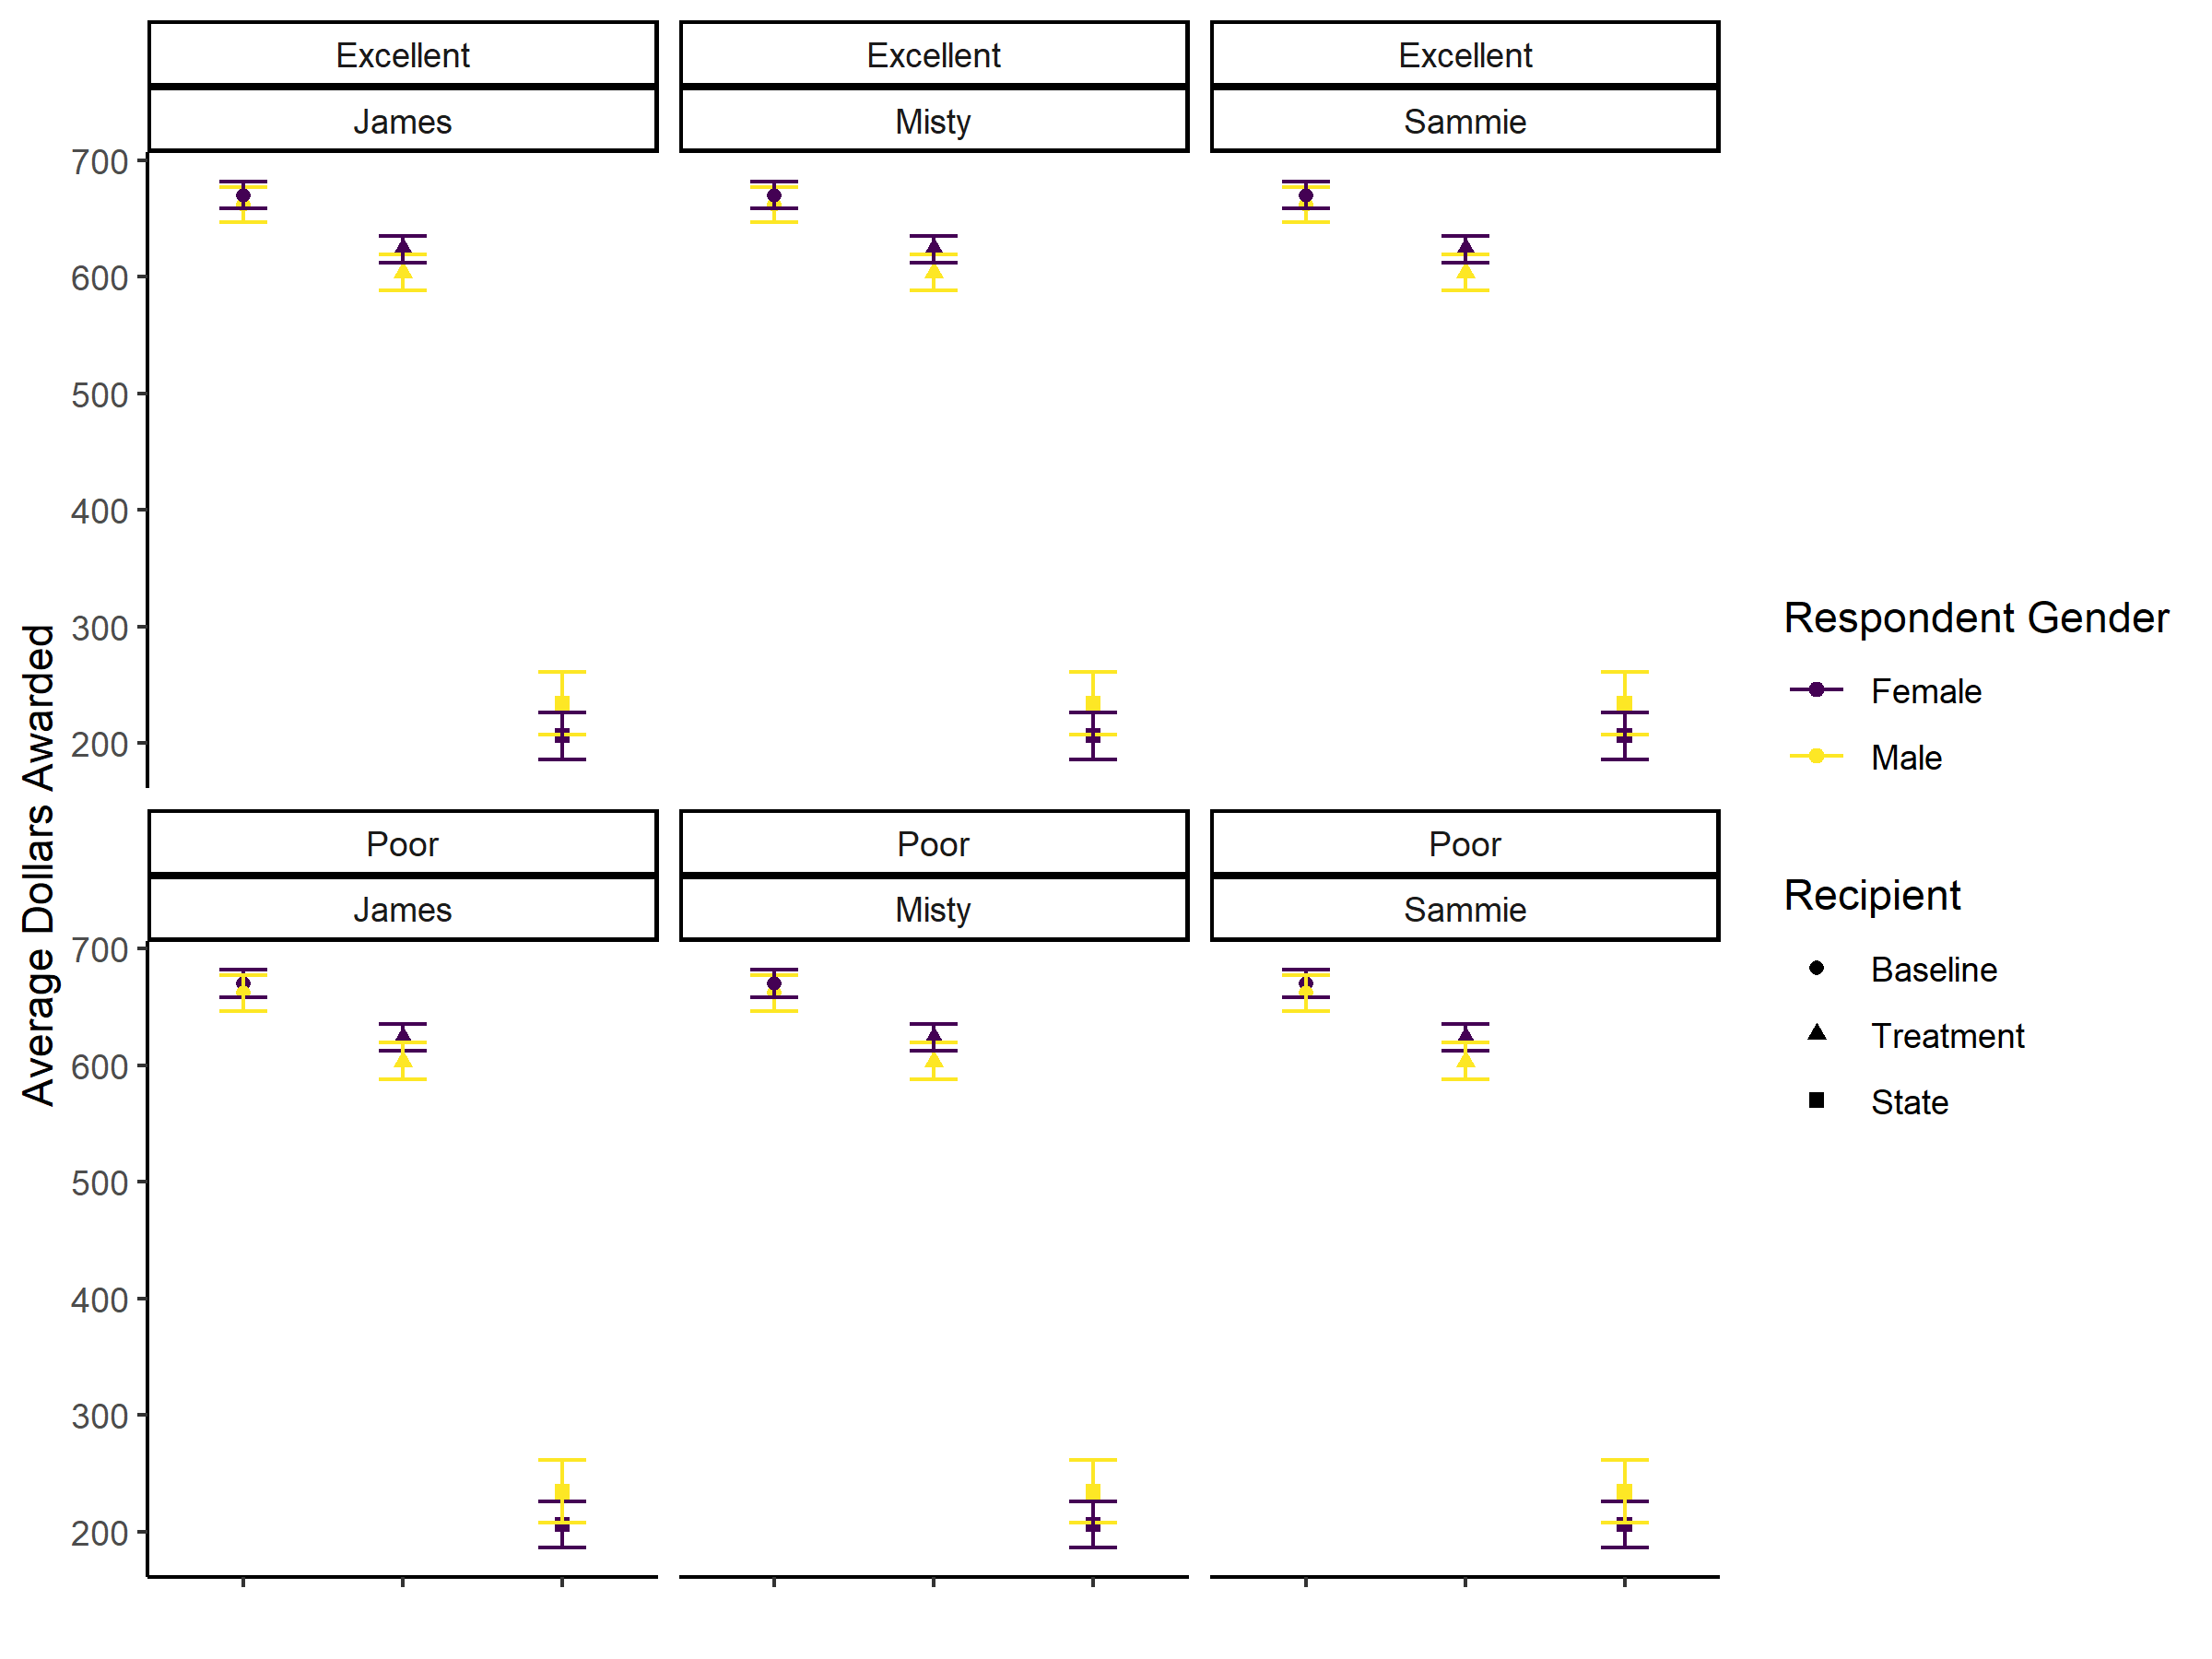 Excellent
Excellent
Excellent
James
Misty
Sammie
700
600
500
400
300
200
Average Dollars Awarded
Poor
Poor
Poor
James
Misty
Sammie
700
600
500
400
300
200
Respondent Gender
Female
Male
Recipient
Baseline
Treatment
State